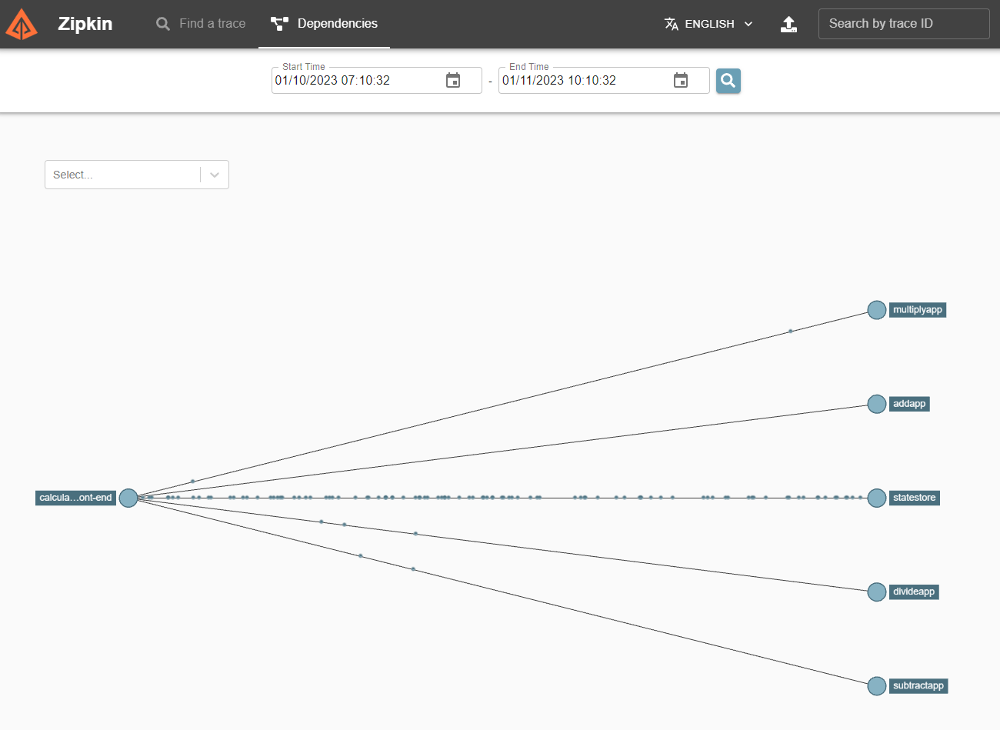 Zipkin
Find a trace
Dependencies
ENGLISH
Search by trace ID
Start Time
01/10/2023 07:10:32
-
End Time
01/11/2023 10:10:32
Select...
multiplyapp
addapp
calcula...ont-end
statestore
divideapp
subtractapp